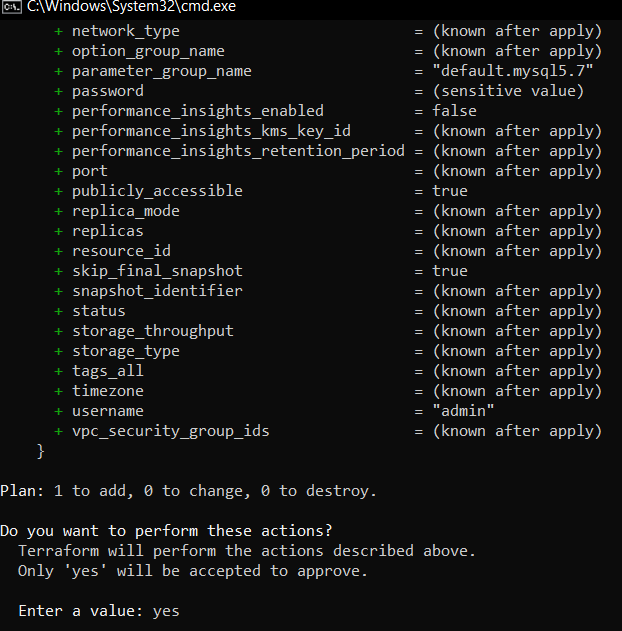 C:\Windows\System32\cmd.exe
+ network_type = (known after apply)
+ option_group_name = (known after apply)
+ parameter_group_name = "default.mysql5.7"
+ password = (sensitive value)
+ performance_insights_enabled = false
+ performance_insights_kms_key_id = (known after apply)
+ performance_insights_retention_period = (known after apply)
+ port = (known after apply)
+ publicly_accessible = true
+ replica_mode = (known after apply)
+ replicas = (known after apply)
+ resource_id = (known after apply)
+ skip_final_snapshot = true
+ snapshot_identifier = (known after apply)
+ status = (known after apply)
+ storage_throughput = (known after apply)
+ storage_type = (known after apply)
+ tags_all = (known after apply)
+ timezone = (known after apply)
+ username = "admin"
+ vpc_security_group_ids = (known after apply)
}
Plan: 1 to add, 0 to change, 0 to destroy.
Do you want to perform these actions?
Terraform will perform the actions described above.
Only 'yes' will be accepted to approve.
Enter a value: yes